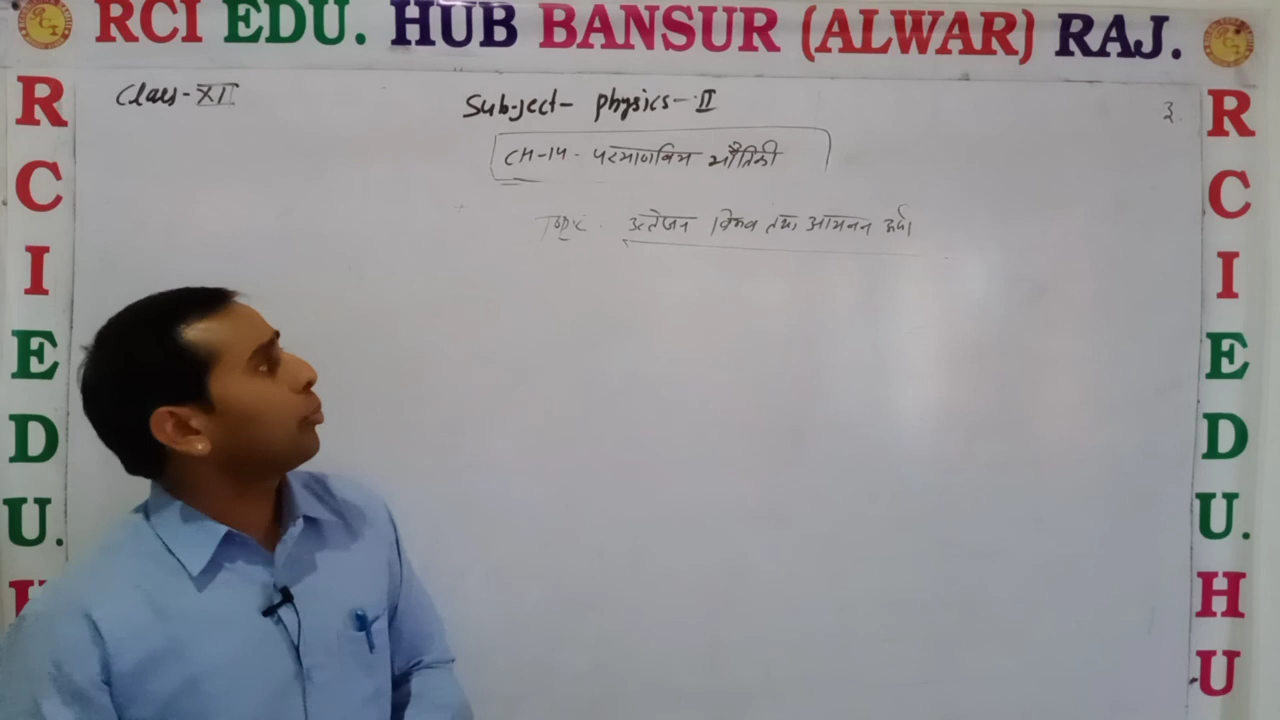 RCI EDU. HUB BANSUR (ALWAR) RAJ.
Class - XII
Subject - Physics - II
३
CH-14 - परमाणवीय भौतिकी
Topic - उत्तेजन विभव तथा आयनन ऊर्जा
R
C
I
E
D
U.
H
R
C
I
E
D
U.
H
U